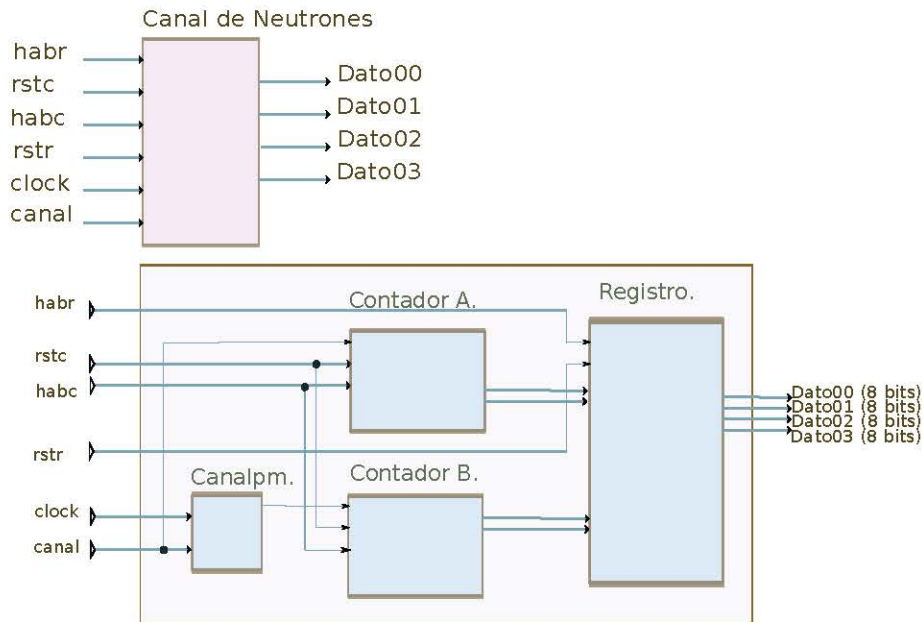 Canal de Neutrones
habr
rstc
habc
rstr
clock
canal
Dato00
Dato01
Dato02
Dato03
habr
rstc
habc
rstr
clock
canal
Contador A.
Registro.
Canalpm.
Contador B.
Dato00 (8 bits)
Dato01 (8 bits)
Dato02 (8 bits)
Dato03 (8 bits)